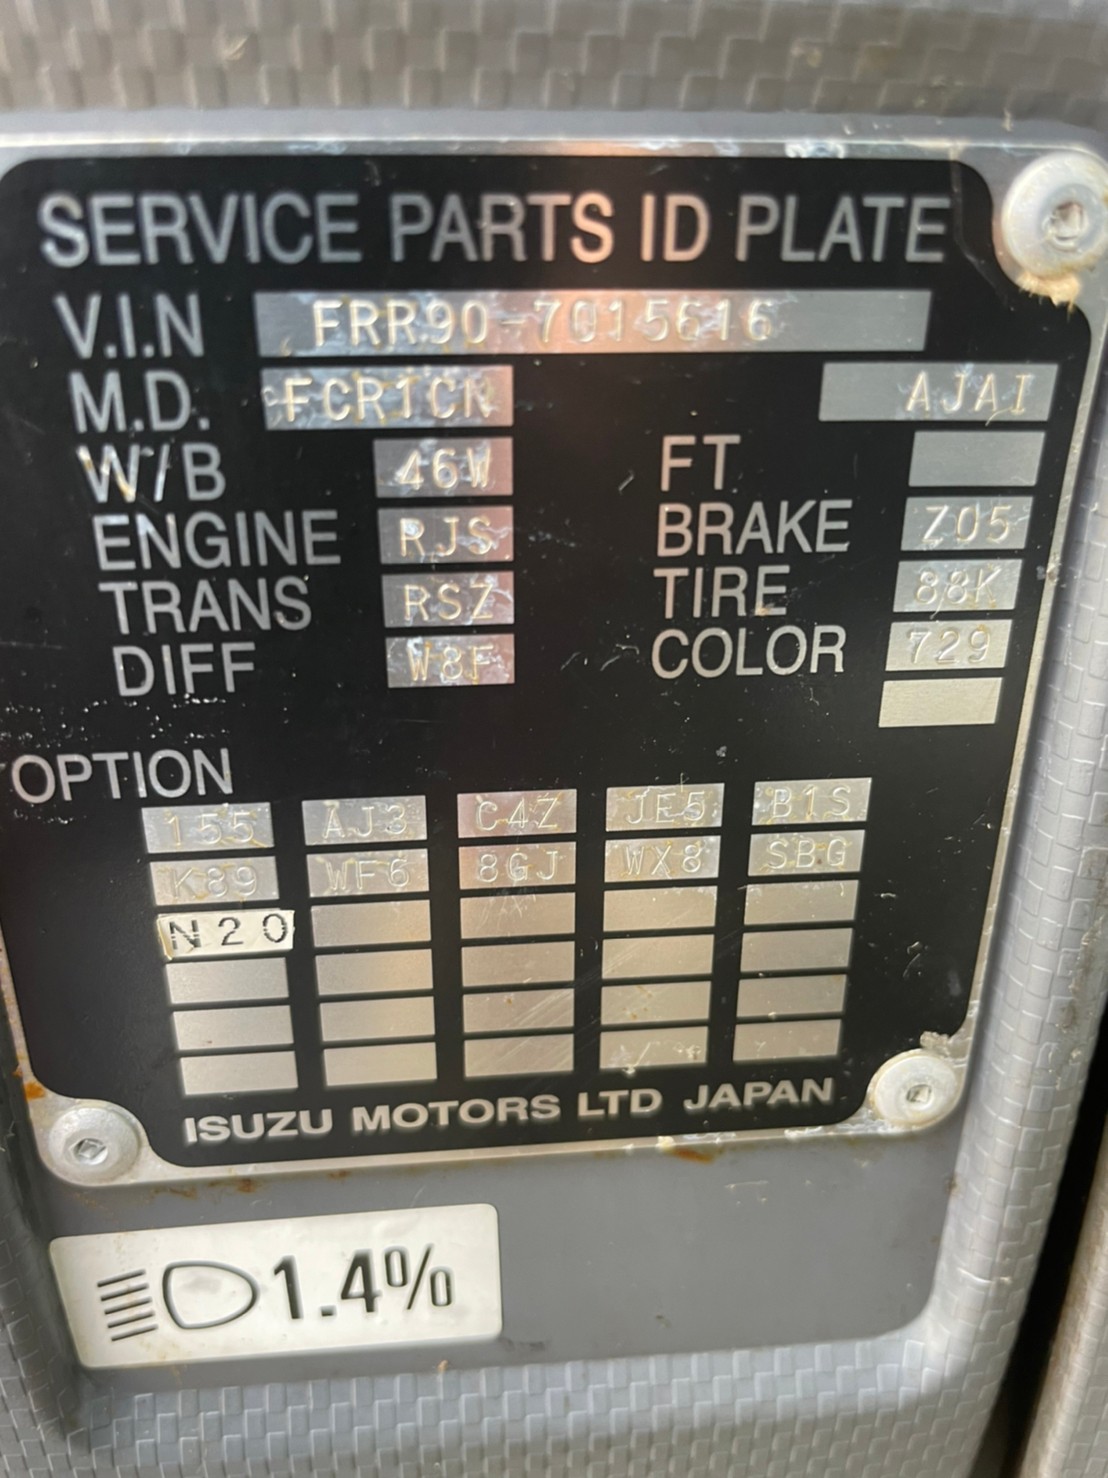 SERVICE PARTS ID PLATE
V.I.N FRR90-7015616
M.D. FCR1CN AJAI
W/B 46W FT
ENGINE RJS BRAKE Z05
TRANS RSZ TIRE 88K
DIFF W8F COLOR 729
OPTION
155 AJ3 C4Z JE5 B1S
K89 WF6 8GJ WX8 SBG
N20
ISUZU MOTORS LTD JAPAN
1.4%